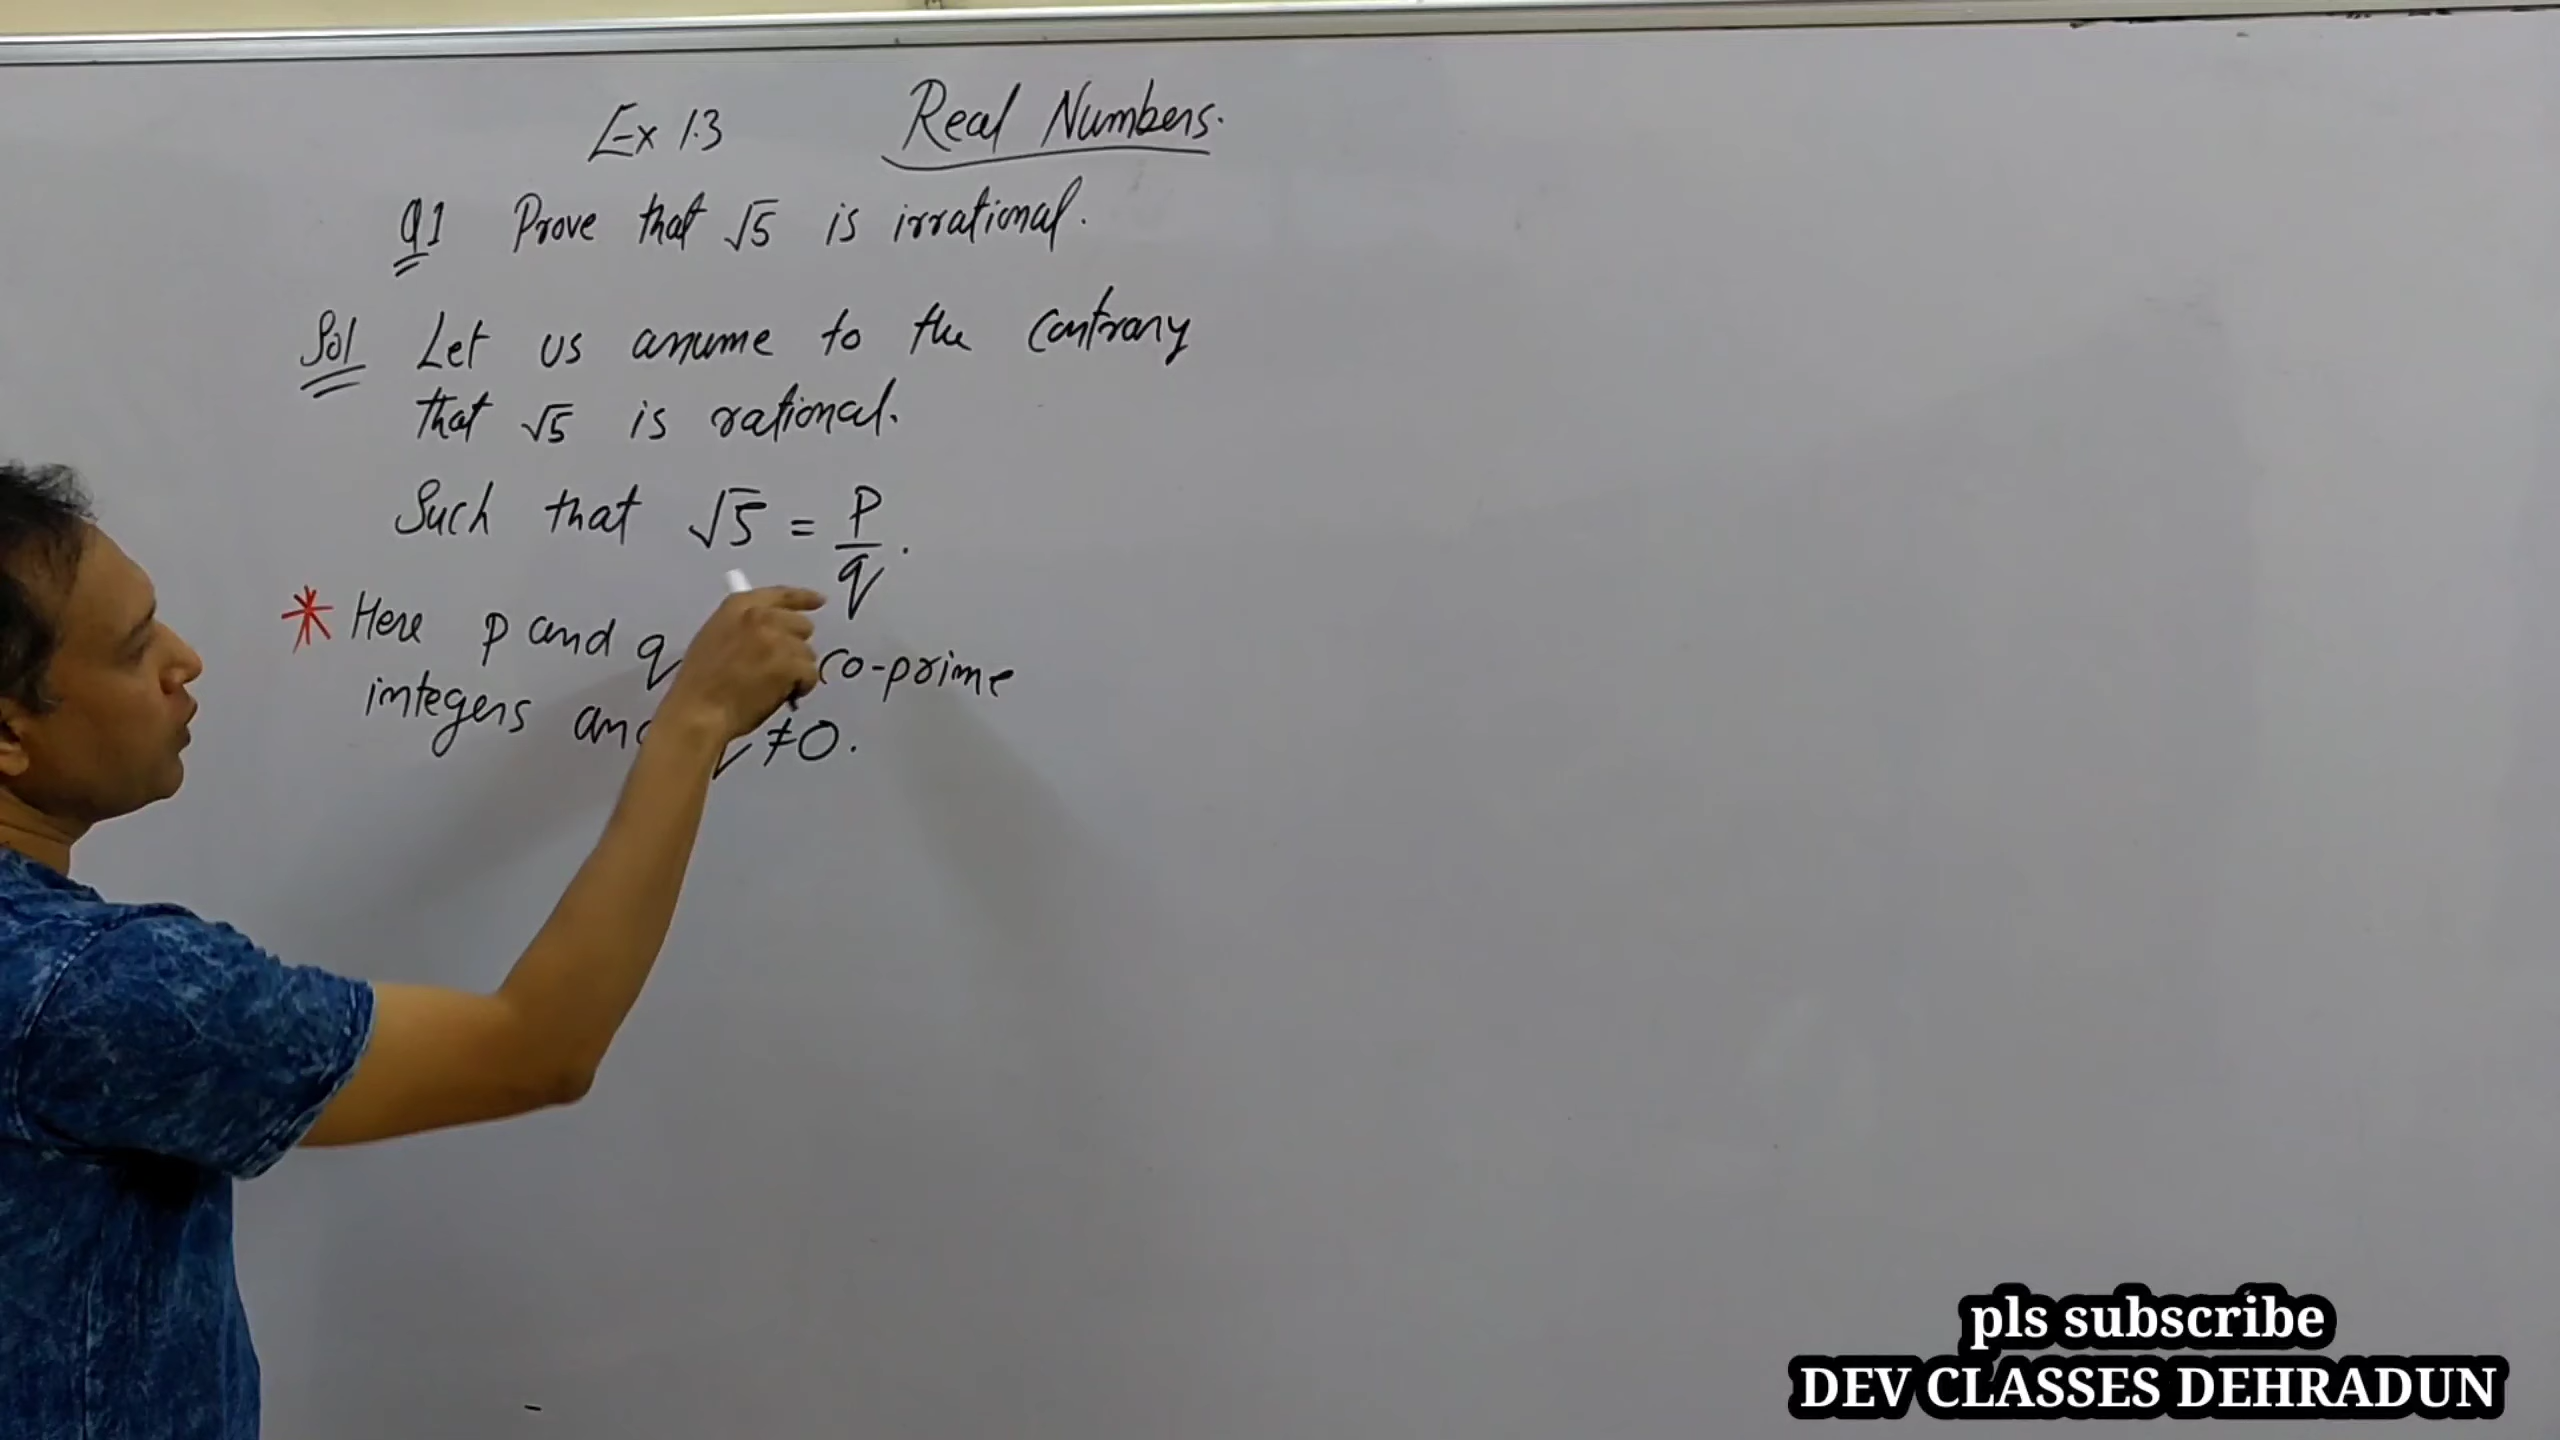 Ex 1.3 Real Numbers.
Q1 Prove that √5 is irrational.
Sol Let us assume to the contrary
that √5 is rational.
Such that √5 = p/q.
* Here p and q co-prime
integers and q ≠ 0.
pls subscribe
DEV CLASSES DEHRADUN